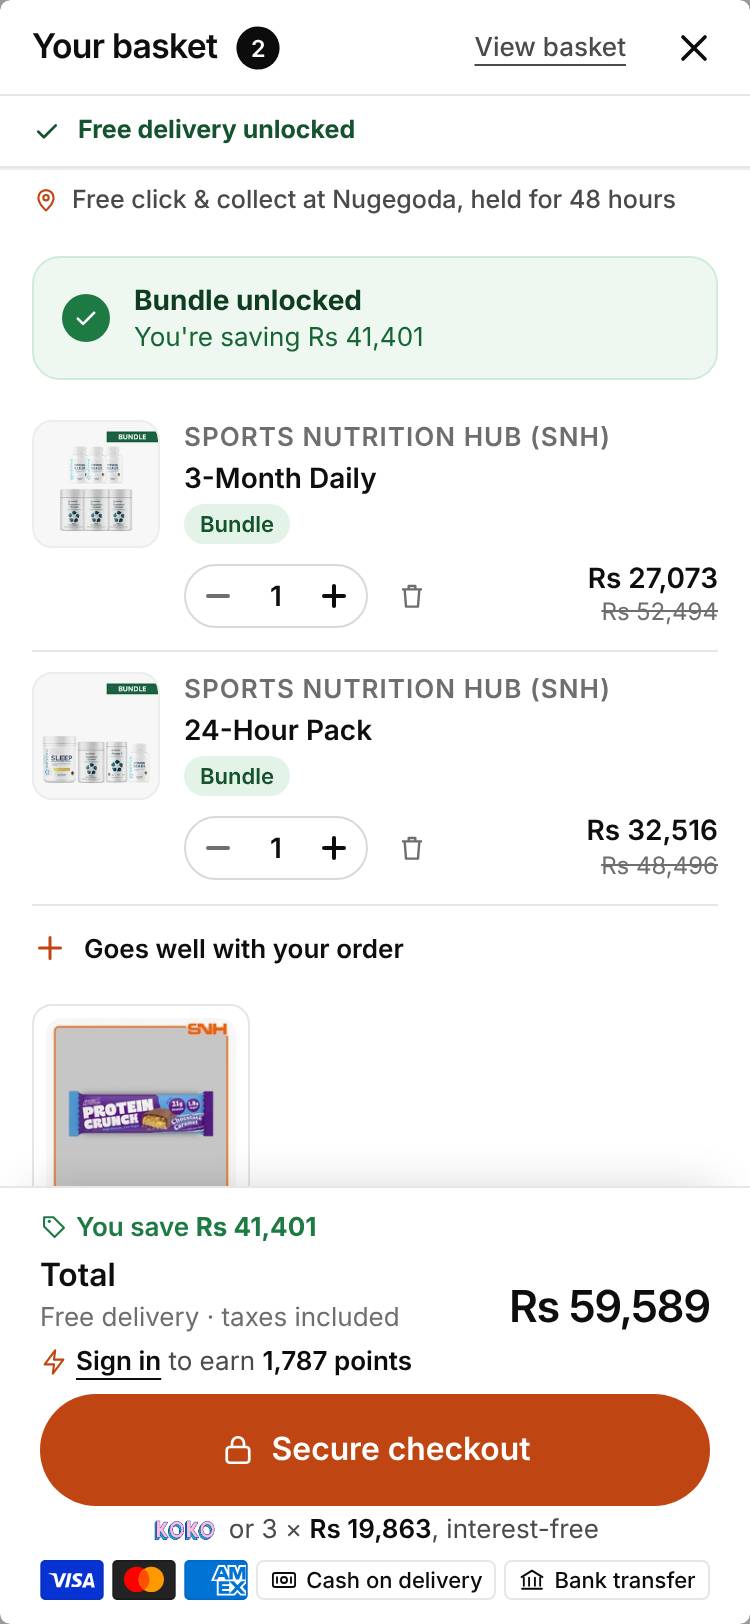 Your basket 2 View basket
Free delivery unlocked
Free click & collect at Nugegoda, held for 48 hours
Bundle unlocked
You're saving Rs 41,401
BUNDLE
SPORTS NUTRITION HUB (SNH)
3-Month Daily
Bundle
1
Rs 27,073
Rs 52,494
BUNDLE
SLEEP
SPORTS NUTRITION HUB (SNH)
24-Hour Pack
Bundle
1
Rs 32,516
Rs 48,496
Goes well with your order
SNH
PROTEIN
CRUNCH
Chocolate
Caramel
You save Rs 41,401
Total
Free delivery · taxes included
Rs 59,589
Sign in to earn 1,787 points
Secure checkout
KOKO or 3 × Rs 19,863, interest-free
VISA
AM
EX
Cash on delivery
Bank transfer